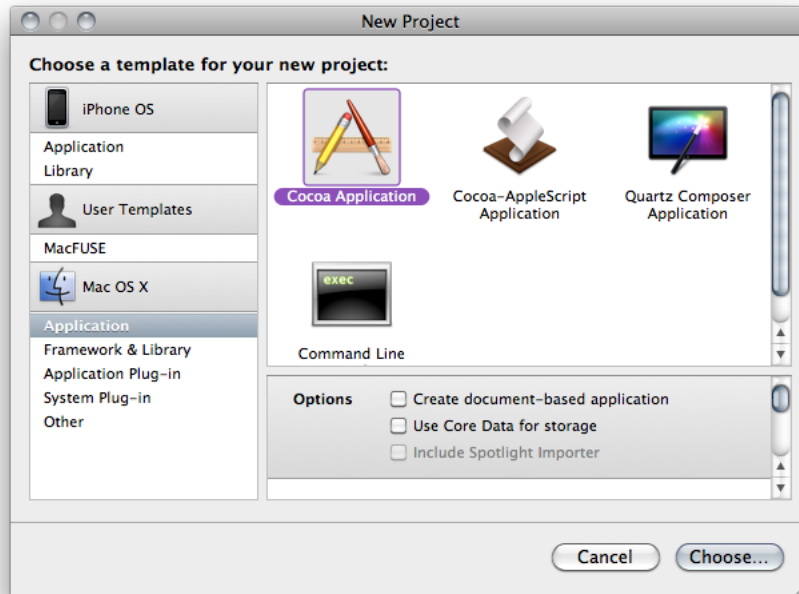 New Project
Choose a template for your new project:
iPhone OS
Application
Library
User Templates
MacFUSE
Mac OS X
Application
Framework & Library
Application Plug-in
System Plug-in
Other
Cocoa Application
Cocoa-AppleScript
Application
Quartz Composer
Application
exec
Command Line
Options
Create document-based application
Use Core Data for storage
Include Spotlight Importer
Cancel
Choose...